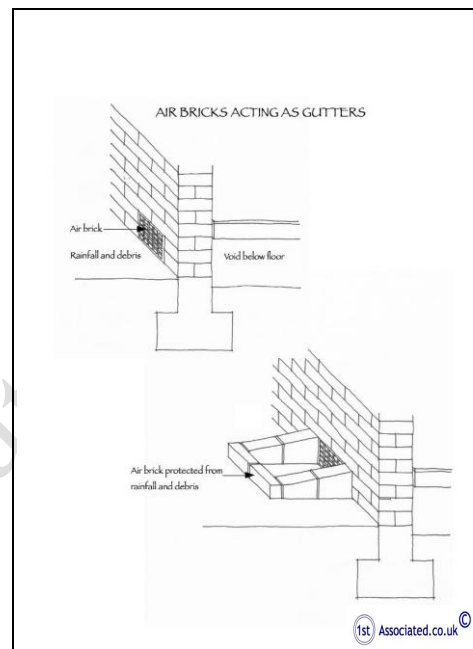 AIR BRICKS ACTING AS GUTTERS
Air brick
Rainfall and debris
Void below floor
Air brick protected from
rainfall and debris
1st Associated.co.uk ©